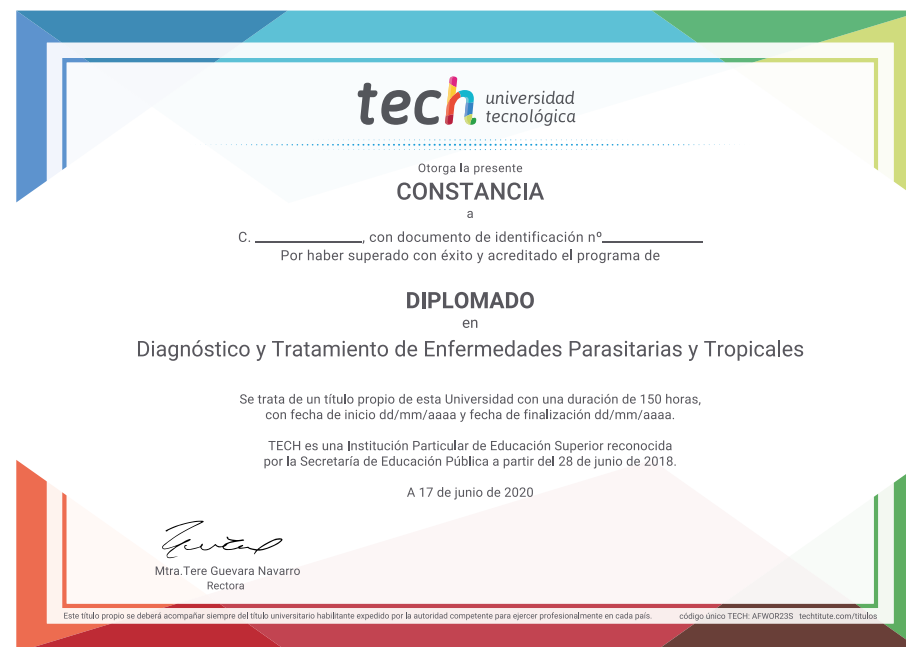 tech universidad
tecnológica
Otorga la presente
CONSTANCIA
a
C. ____________, con documento de identificación nº____________
Por haber superado con éxito y acreditado el programa de
DIPLOMADO
en
Diagnóstico y Tratamiento de Enfermedades Parasitarias y Tropicales
Se trata de un título propio de esta Universidad con una duración de 150 horas,
con fecha de inicio dd/mm/aaaa y fecha de finalización dd/mm/aaaa.
TECH es una Institución Particular de Educación Superior reconocida
por la Secretaría de Educación Pública a partir del 28 de junio de 2018.
A 17 de junio de 2020
Mtra.Tere Guevara Navarro
Rectora
Este título propio se deberá acompañar siempre del título universitario habilitante expedido por la autoridad competente para ejercer profesionalmente en cada país. código único TECH: AFWOR23S techtitute.com/titulos